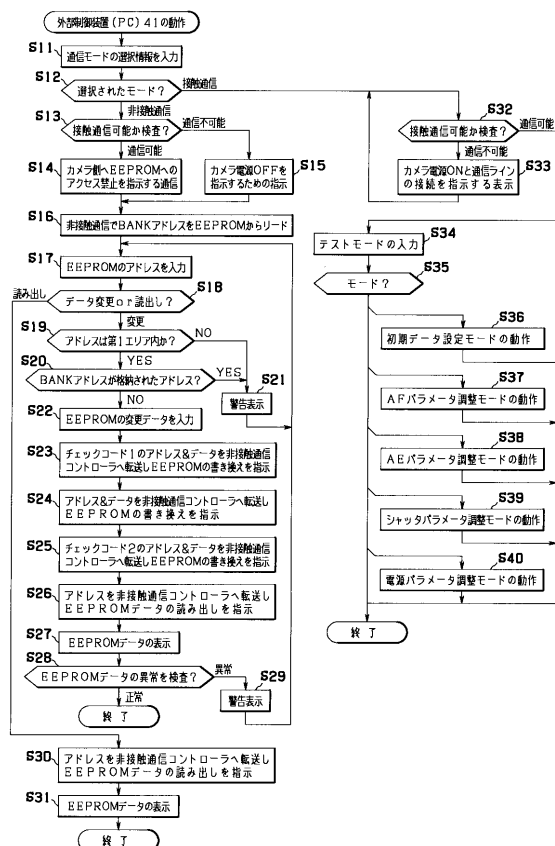 外部制御装置(PC)41の動作
S11
通信モードの選択情報を入力
S12
選択されたモード?
接触通信
非接触通信
S13
接触通信可能か検査?
通信不可能
通信可能
S14
カメラ側へEEPROMへの
アクセス禁止を指示する通信
S15
カメラ電源OFFを
指示するための指示
S16
非接触通信でBANKアドレスをEEPROMからリード
S17
EEPROMのアドレスを入力
S18
読み出し
データ変更or読出し?
変更
S19
アドレスは第1エリア内か?
NO
YES
S20
BANKアドレスが格納されたアドレス?
YES
NO
S21
警告表示
S22
EEPROMの変更データを入力
S23
チェックコード1のアドレス&データを非接触通信
コントローラへ転送しEEPROMの書き換えを指示
S24
アドレス&データを非接触通信コントローラへ転送し
EEPROMの書き換えを指示
S25
チェックコード2のアドレス&データを非接触通信
コントローラへ転送しEEPROMの書き換えを指示
S26
アドレスを非接触通信コントローラへ転送し
EEPROMデータの読み出しを指示
S27
EEPROMデータの表示
S28
EEPROMデータの異常を検査?
異常
正常
S29
警告表示
終了
S30
アドレスを非接触通信コントローラへ転送し
EEPROMデータの読み出しを指示
S31
EEPROMデータの表示
終了
S32
接触通信可能か検査?
通信可能
通信不可能
S33
カメラ電源ONと通信ライン
の接続を指示する表示
S34
テストモードの入力
S35
モード?
S36
初期データ設定モードの動作
S37
AFパラメータ調整モードの動作
S38
AEパラメータ調整モードの動作
S39
シャッタパラメータ調整モードの動作
S40
電源パラメータ調整モードの動作
終了